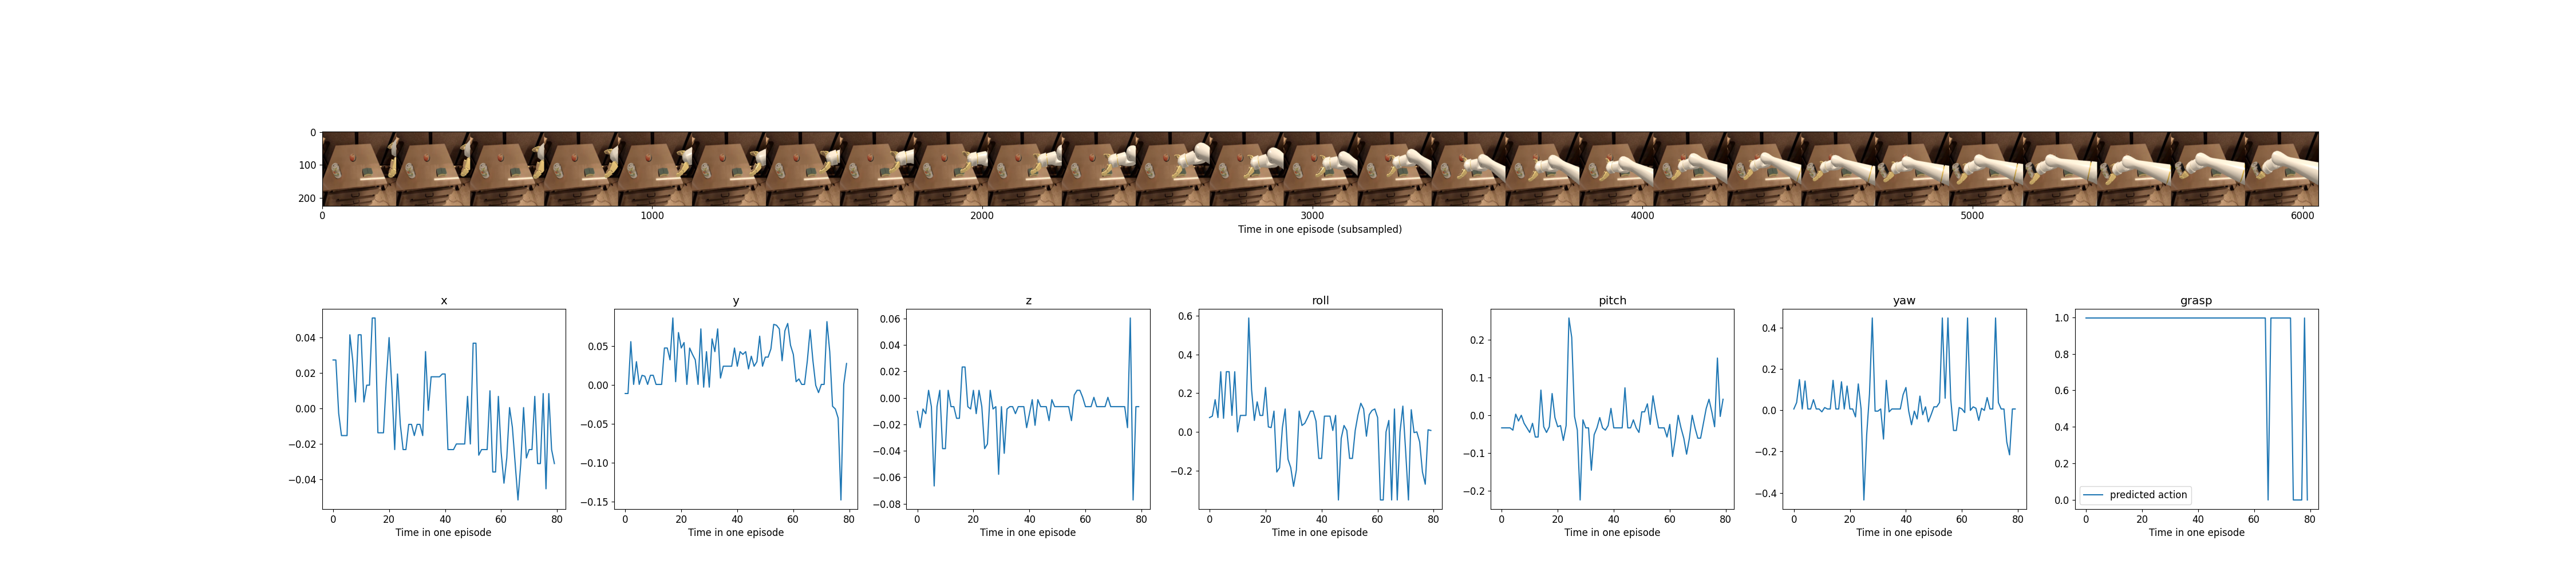 0
100
200
0 1000 2000 3000 4000 5000 6000
Time in one episode (subsampled)
x
0.04
0.02
0.00
−0.02
−0.04
0 20 40 60 80
Time in one episode
y
0.05
0.00
−0.05
−0.10
−0.15
0 20 40 60 80
Time in one episode
z
0.06
0.04
0.02
0.00
−0.02
−0.04
−0.06
−0.08
0 20 40 60 80
Time in one episode
roll
0.6
0.4
0.2
0.0
−0.2
0 20 40 60 80
Time in one episode
pitch
0.2
0.1
0.0
−0.1
−0.2
0 20 40 60 80
Time in one episode
yaw
0.4
0.2
0.0
−0.2
−0.4
0 20 40 60 80
Time in one episode
grasp
1.0
0.8
0.6
0.4
0.2
0.0
predicted action
0 20 40 60 80
Time in one episode